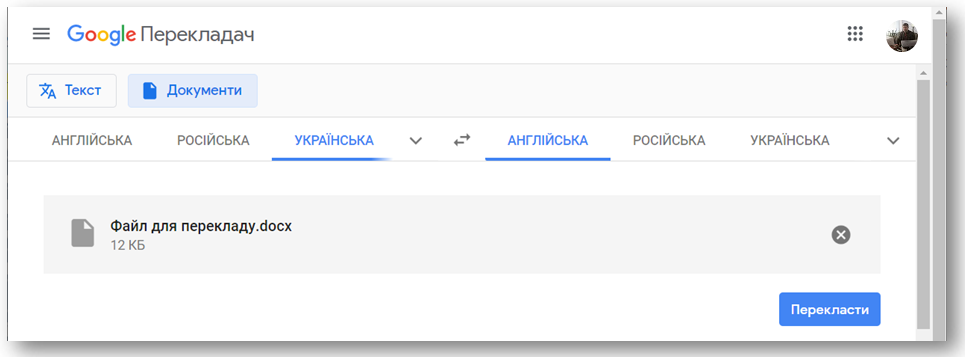 Google Перекладач
Текст Документи
АНГЛІЙСЬКА РОСІЙСЬКА УКРАЇНСЬКА АНГЛІЙСЬКА РОСІЙСЬКА УКРАЇНСЬКА
Файл для перекладу.docx
12 КБ
Перекласти